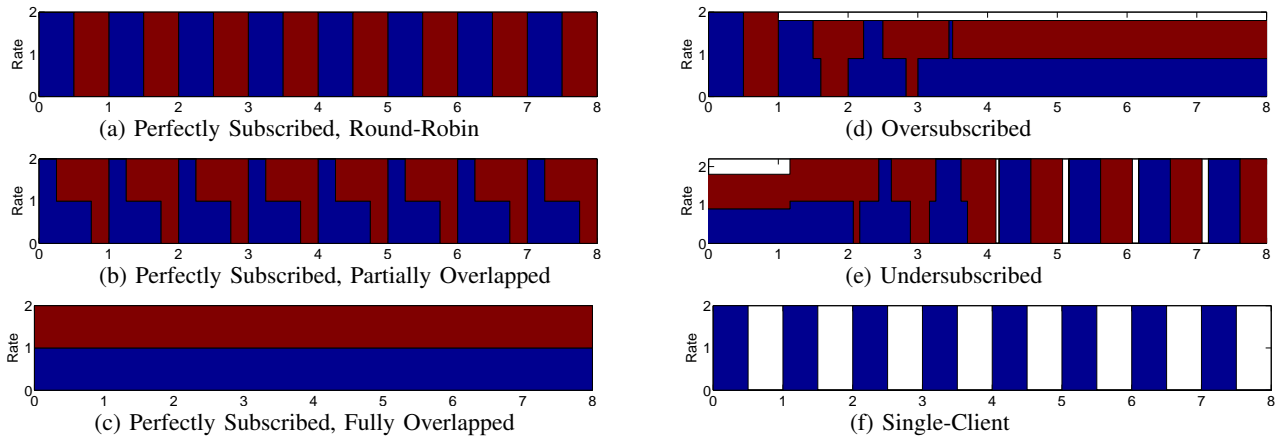 Rate
2
1
0
0 1 2 3 4 5 6 7 8
(a) Perfectly Subscribed, Round-Robin
Rate
2
1
0
0 1 2 3 4 5 6 7 8
(b) Perfectly Subscribed, Partially Overlapped
Rate
2
1
0
0 1 2 3 4 5 6 7 8
(c) Perfectly Subscribed, Fully Overlapped
Rate
2
1
0
0 1 2 3 4 5 6 7 8
(d) Oversubscribed
Rate
2
1
0
0 1 2 3 4 5 6 7 8
(e) Undersubscribed
Rate
2
1
0
0 1 2 3 4 5 6 7 8
(f) Single-Client